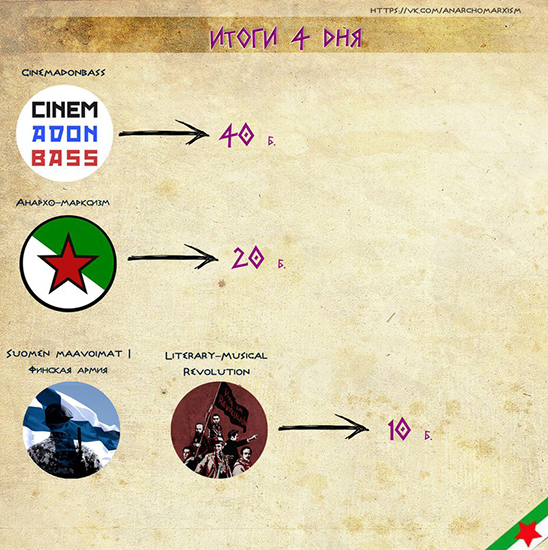 HTTPS://VK.COM/ANARCHOMARXISM
ИТОГИ 4 DНЯ
CINEMADONBASS
CINEM
ADON
BASS
40 Б.
АНАРХО-МАРКСИЗМ
20 Б.
SUOMEN MAAVOIMAT |
ФИНСКАЯ АРМИЯ
LITERARY-MUSICAL
REVOLUTION
10 Б.